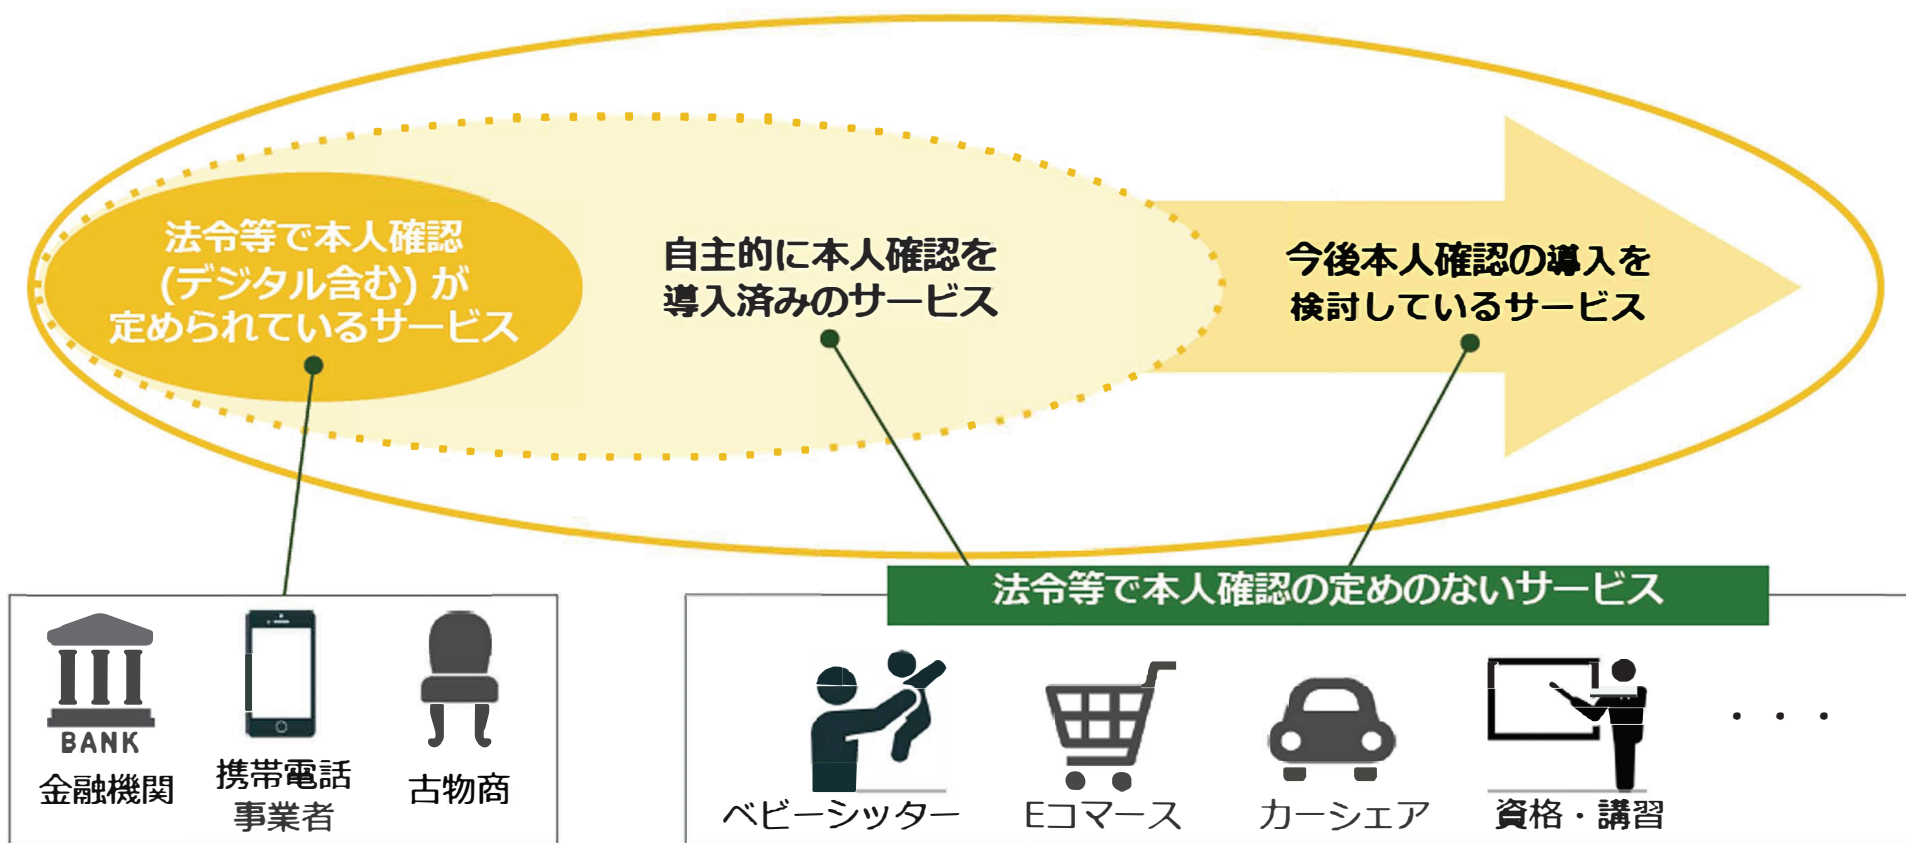 法令等で本人確認
(デジタル含む) が
定められているサービス
自主的に本人確認を
導入済みのサービス
今後本人確認の導入を
検討しているサービス
法令等で本人確認の定めのないサービス
BANK
金融機関
携帯電話
事業者
古物商
ベビーシッター
Eコマース
カーシェア
資格・講習
・・・